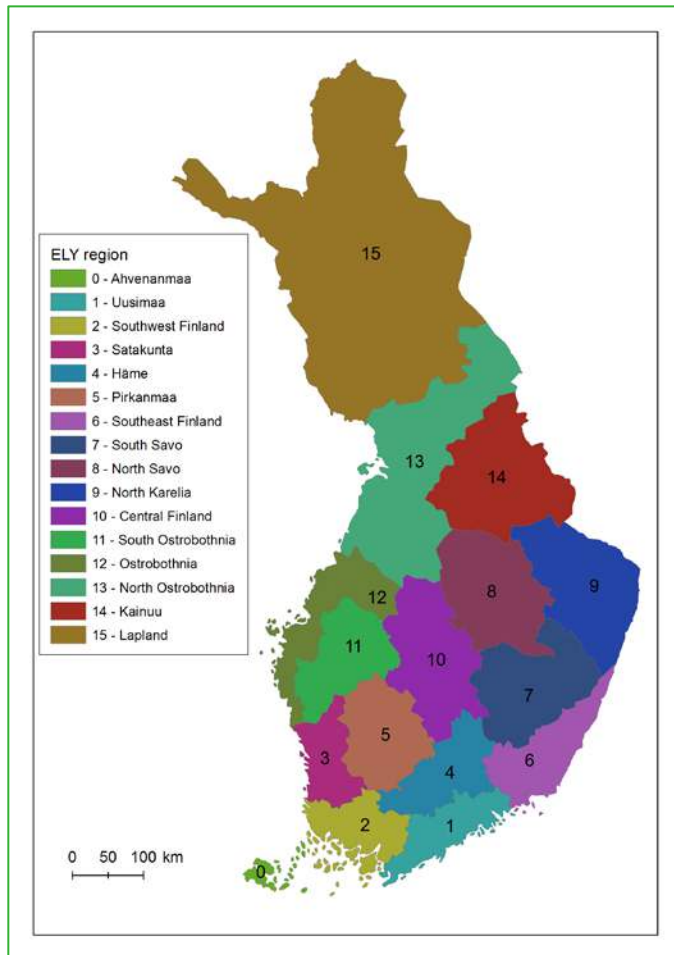 15
ELY region
0 - Ahvenanmaa
1 - Uusimaa
2 - Southwest Finland
3 - Satakunta
4 - Häme
5 - Pirkanmaa
6 - Southeast Finland
7 - South Savo
8 - North Savo
9 - North Karelia
10 - Central Finland
11 - South Ostrobothnia
12 - Ostrobothnia
13 - North Ostrobothnia
14 - Kainuu
15 - Lapland
13
14
12
8
9
11
10
7
5
3
6
4
2
1
0
0 50 100 km